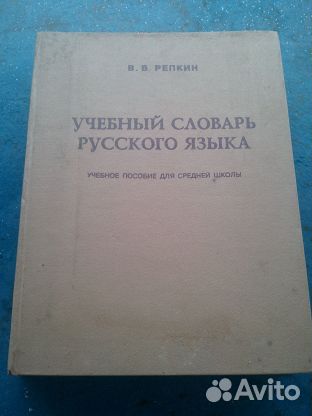 В. В. РЕПКИН
УЧЕБНЫЙ СЛОВАРЬ
РУССКОГО ЯЗЫКА
УЧЕБНОЕ ПОСОБИЕ ДЛЯ СРЕДНЕЙ ШКОЛЫ
Avito